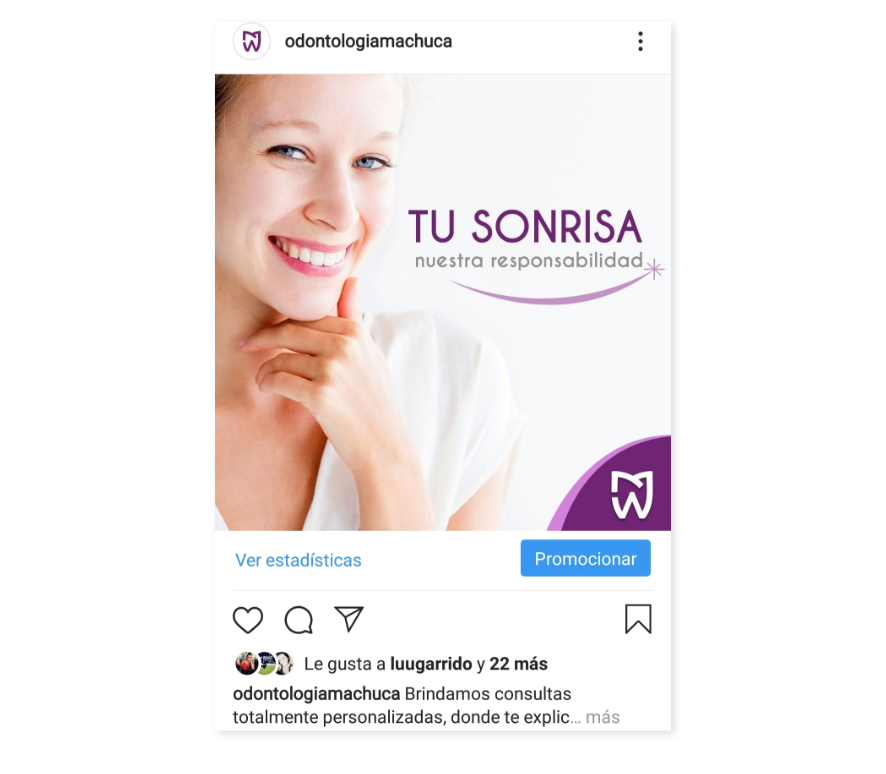 odontologiamachuca
TU SONRISA
nuestra responsabilidad
Ver estadísticas
Promocionar
Le gusta a luugarrido y 22 más
odontologiamachuca Brindamos consultas
totalmente personalizadas, donde te explic... más